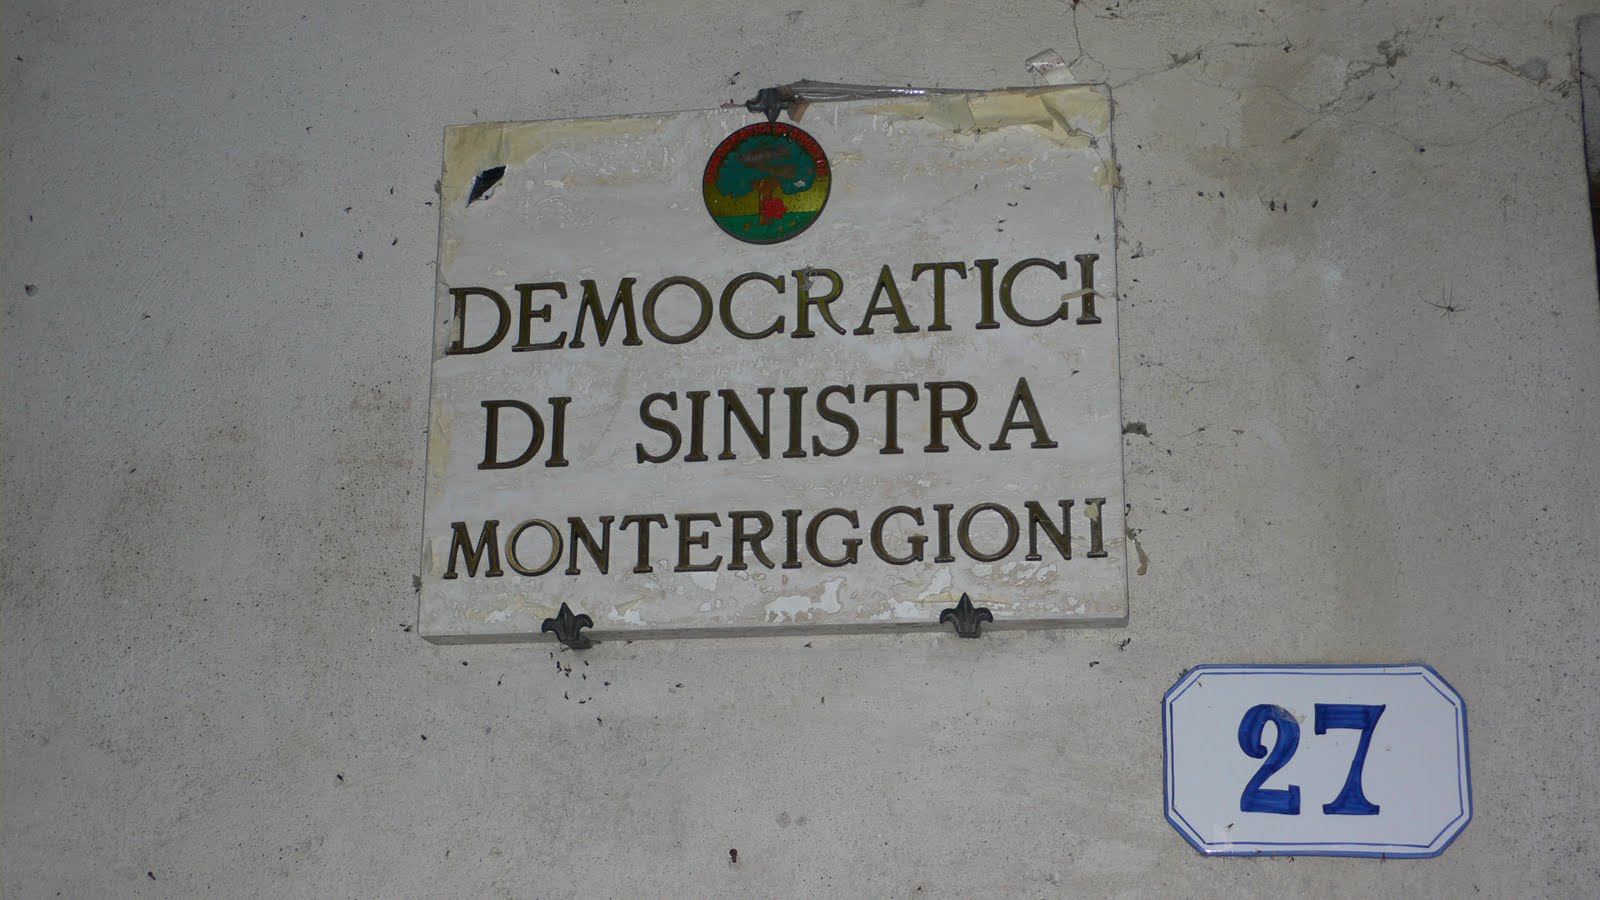 DEMOCRATICI
DI SINISTRA
MONTERIGGIONI
27